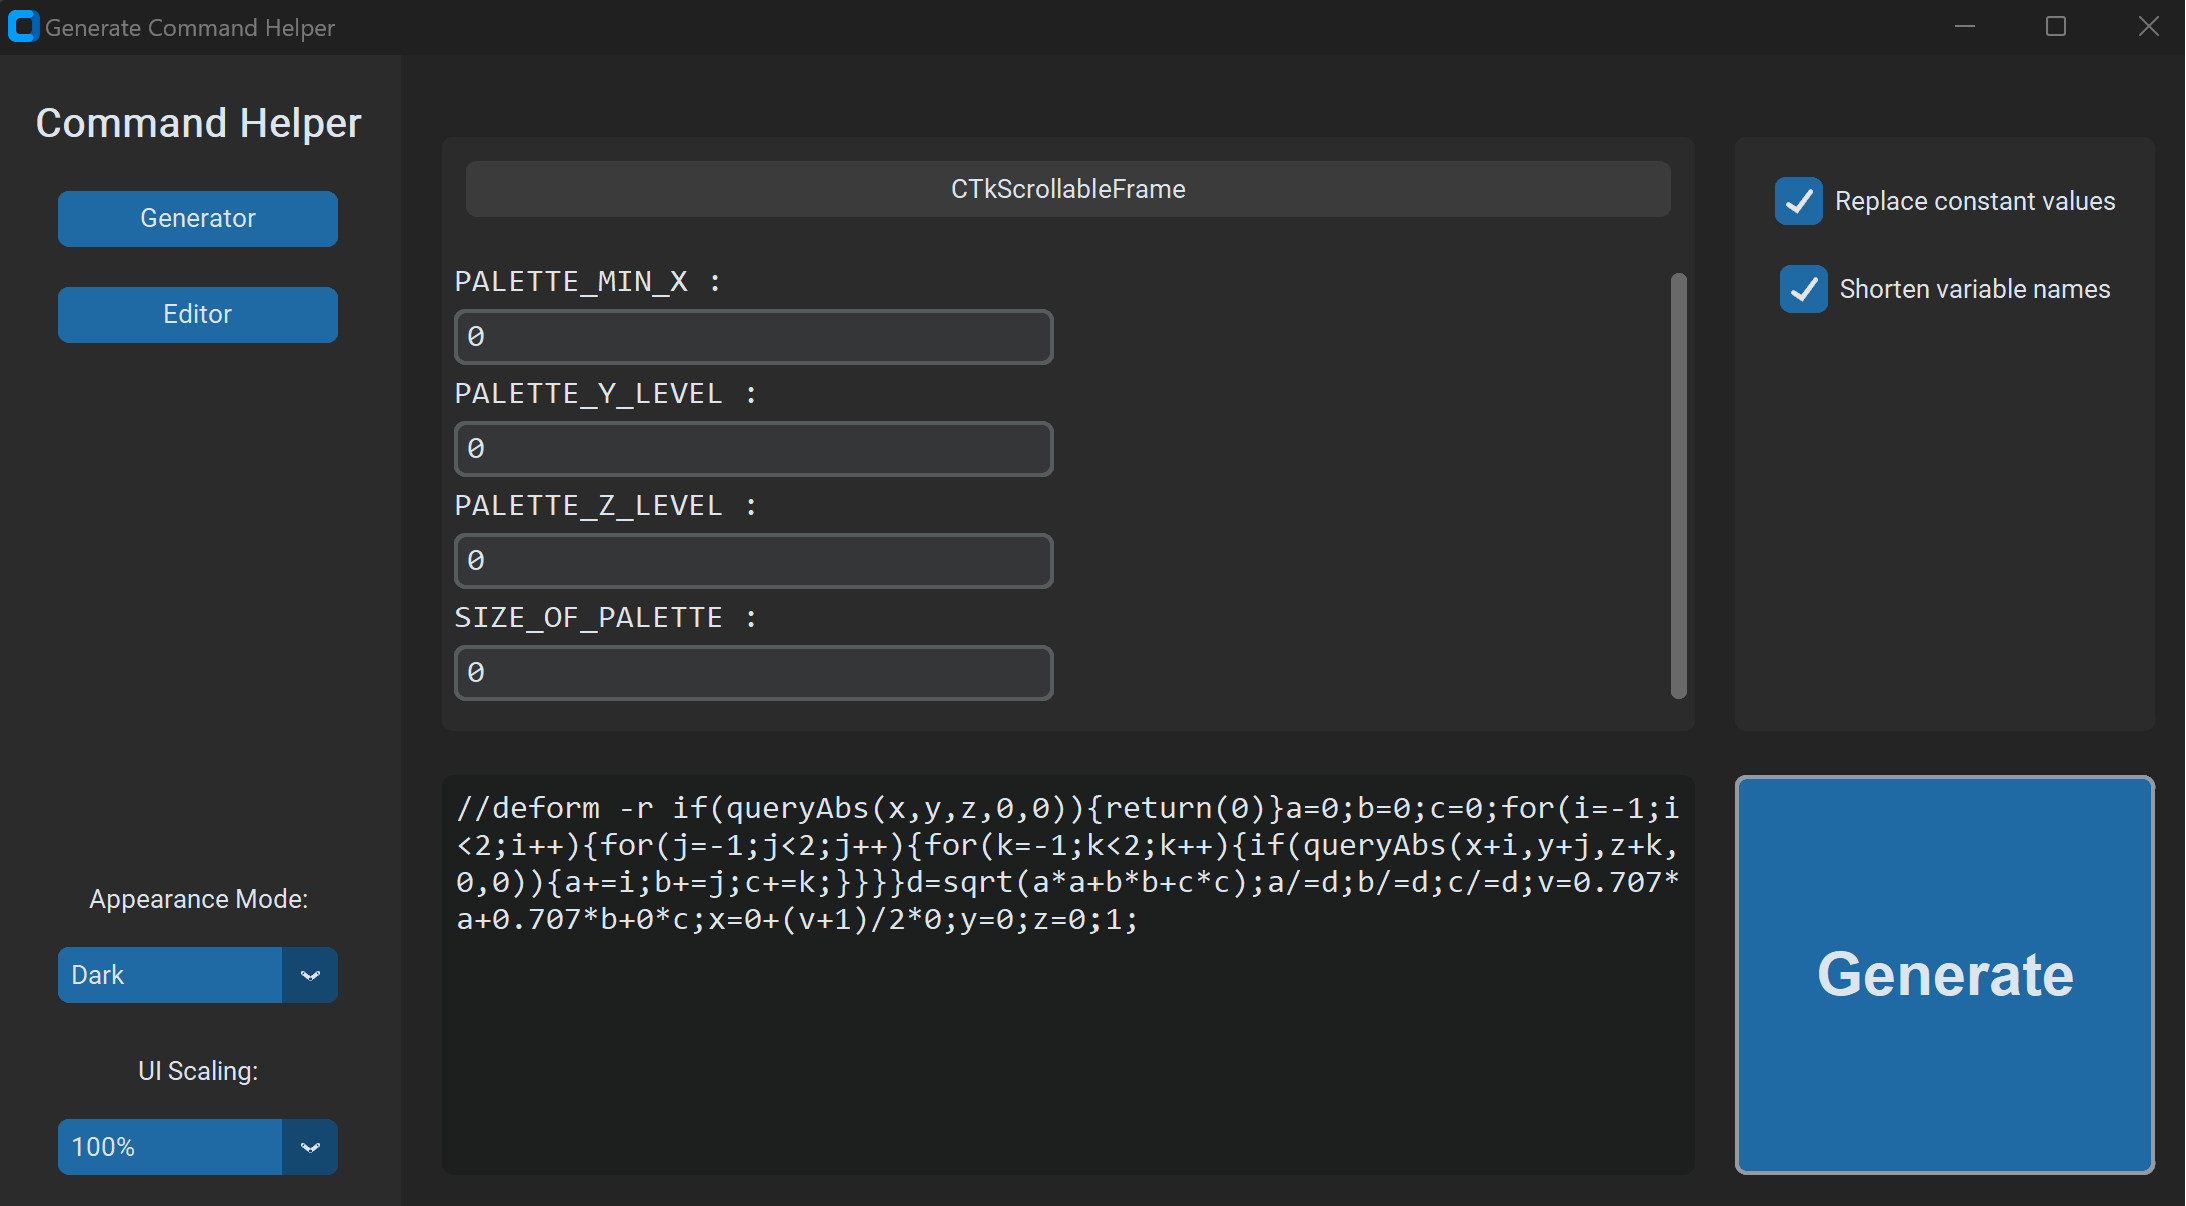 Generate Command Helper
Command Helper
Generator
Editor
Appearance Mode:
Dark
UI Scaling:
100%
CTkScrollableFrame
PALETTE_MIN_X :
0
PALETTE_Y_LEVEL :
0
PALETTE_Z_LEVEL :
0
SIZE_OF_PALETTE :
0
Replace constant values
Shorten variable names
//deform -r if(queryAbs(x,y,z,0,0)){return(0)}a=0;b=0;c=0;for(i=-1;i
<2;i++){for(j=-1;j<2;j++){for(k=-1;k<2;k++){if(queryAbs(x+i,y+j,z+k,
0,0)){a+=i;b+=j;c+=k;}}}}d=sqrt(a*a+b*b+c*c);a/=d;b/=d;c/=d;v=0.707*
a+0.707*b+0*c;x=0+(v+1)/2*0;y=0;z=0;1;
Generate